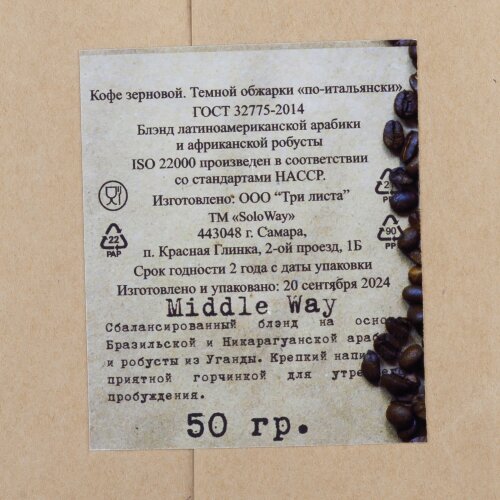 Кофе зерновой. Темной обжарки «по-итальянски»
ГОСТ 32775-2014
Блэнд латиноамериканской арабики
и африканской робусты
ISO 22000 произведен в соответствии
со стандартами НАССР.
Изготовлено: ООО “Три листа”
ТМ «SoloWay»
443048 г. Самара,
п. Красная Глинка, 2-ой проезд, 1Б
Срок годности 2 года с даты упаковки
Изготовлено и упаковано: 20 сентября 2024
22
PAP
90
Middle Way
Сбалансированный блэнд на
Бразильской и Никарагуанской
и робусты из Уганды. Крепкий
приятной горчинкой для
пробуждения.
50 гр.